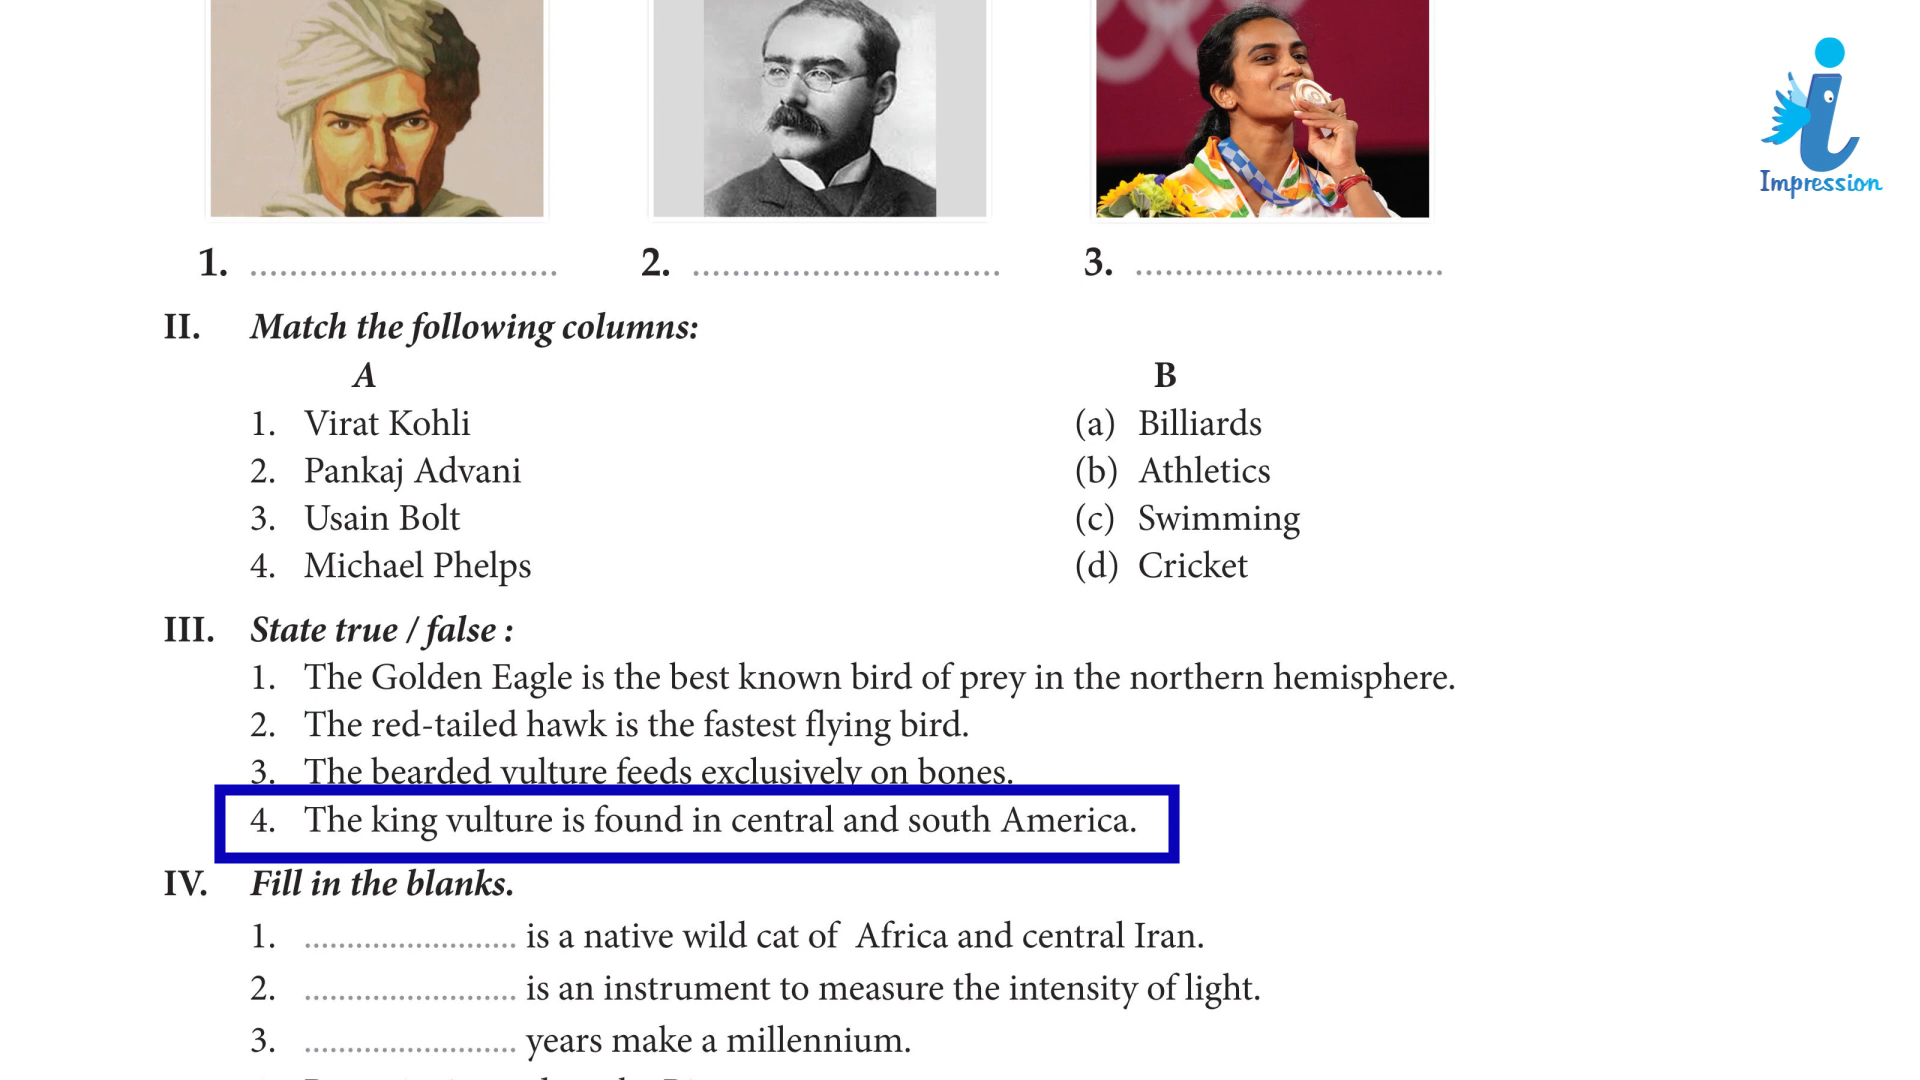 Impression
1. ............................... 2. ............................... 3. ...............................
II. Match the following columns:
A B
1. Virat Kohli (a) Billiards
2. Pankaj Advani (b) Athletics
3. Usain Bolt (c) Swimming
4. Michael Phelps (d) Cricket
III. State true / false :
1. The Golden Eagle is the best known bird of prey in the northern hemisphere.
2. The red-tailed hawk is the fastest flying bird.
3. The bearded vulture feeds exclusively on bones.
4. The king vulture is found in central and south America.
IV. Fill in the blanks.
1. ........................ is a native wild cat of Africa and central Iran.
2. ........................ is an instrument to measure the intensity of light.
3. ........................ years make a millennium.